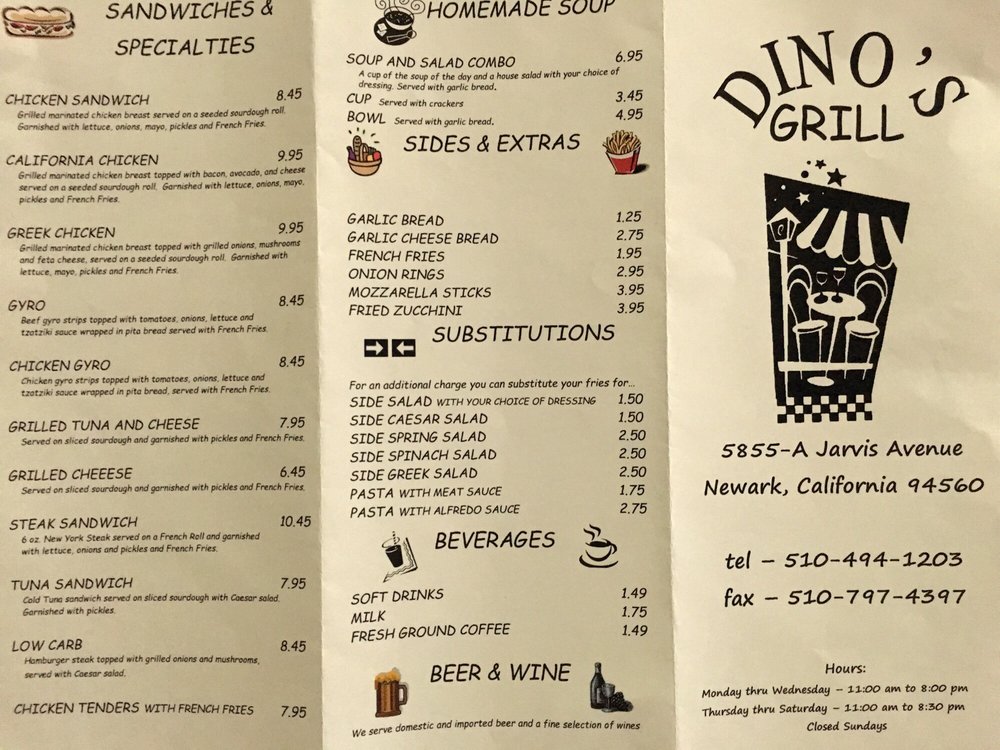 SANDWICHES &
SPECIALTIES
CHICKEN SANDWICH 8.45
Grilled marinated chicken breast served on a seeded sourdough roll.
Garnished with lettuce, onions, mayo, pickles and French Fries.
CALIFORNIA CHICKEN 9.95
Grilled marinated chicken breast topped with bacon, avocado, and cheese
served on a seeded sourdough roll. Garnished with lettuce, onions, mayo,
pickles and French Fries.
GREEK CHICKEN 9.95
Grilled marinated chicken breast topped with grilled onions, mushrooms
and feta cheese, served on a seeded sourdough roll. Garnished with
lettuce, mayo, pickles and French Fries.
GYRO 8.45
Beef gyro strips topped with tomatoes, onions, lettuce and
tzatziki sauce wrapped in pita bread served with French Fries.
CHICKEN GYRO 8.45
Chicken gyro strips topped with tomatoes, onions, lettuce and
tzatziki sauce wrapped in pita bread, served with French Fries.
GRILLED TUNA AND CHEESE 7.95
Served on sliced sourdough and garnished with pickles and French Fries.
GRILLED CHEEESE 6.45
Served on sliced sourdough and garnished with pickles and French Fries.
STEAK SANDWICH 10.45
6 oz. New York Steak served on a French Roll and garnished
with lettuce, onions and pickles and French Fries.
TUNA SANDWICH 7.95
Cold Tuna sandwich served on sliced sourdough with Caesar salad.
Garnished with pickles.
LOW CARB 8.45
Hamburger steak topped with grilled onions and mushrooms,
served with Caesar salad.
CHICKEN TENDERS WITH FRENCH FRIES 7.95
HOMEMADE SOUP
SOUP AND SALAD COMBO 6.95
A cup of the soup of the day and a house salad with your choice of
dressing. Served with garlic bread.
CUP Served with crackers 3.45
BOWL Served with garlic bread. 4.95
SIDES & EXTRAS
GARLIC BREAD 1.25
GARLIC CHEESE BREAD 2.75
FRENCH FRIES 1.95
ONION RINGS 2.95
MOZZARELLA STICKS 3.95
FRIED ZUCCHINI 3.95
SUBSTITUTIONS
For an additional charge you can substitute your fries for...
SIDE SALAD WITH YOUR CHOICE OF DRESSING 1.50
SIDE CAESAR SALAD 1.50
SIDE SPRING SALAD 2.50
SIDE SPINACH SALAD 2.50
SIDE GREEK SALAD 2.50
PASTA WITH MEAT SAUCE 1.75
PASTA WITH ALFREDO SAUCE 2.75
BEVERAGES
SOFT DRINKS 1.49
MILK 1.75
FRESH GROUND COFFEE 1.49
BEER & WINE
We serve domestic and imported beer and a fine selection of wines
DINO'S
GRILL
5855-A Jarvis Avenue
Newark, California 94560
tel – 510-494-1203
fax – 510-797-4397
Hours:
Monday thru Wednesday – 11:00 am to 8:00 pm
Thursday thru Saturday – 11:00 am to 8:30 pm
Closed Sundays